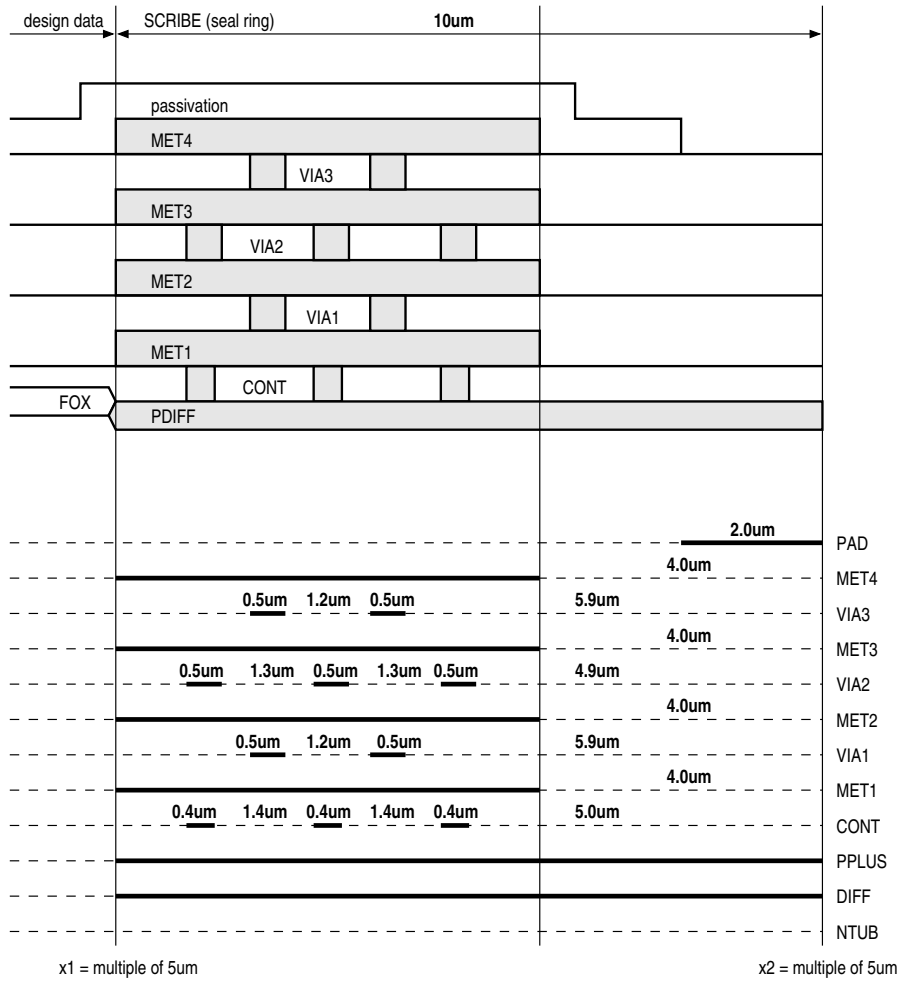 design data SCRIBE (seal ring) 10um
passivation
MET4
VIA3
MET3
VIA2
MET2
VIA1
MET1
CONT
FOX
PDIFF
2.0um PAD
4.0um MET4
0.5um 1.2um 0.5um 5.9um VIA3
4.0um MET3
0.5um 1.3um 0.5um 1.3um 0.5um 4.9um VIA2
4.0um MET2
0.5um 1.2um 0.5um 5.9um VIA1
4.0um MET1
0.4um 1.4um 0.4um 1.4um 0.4um 5.0um CONT
PPLUS
DIFF
NTUB
x1 = multiple of 5um x2 = multiple of 5um